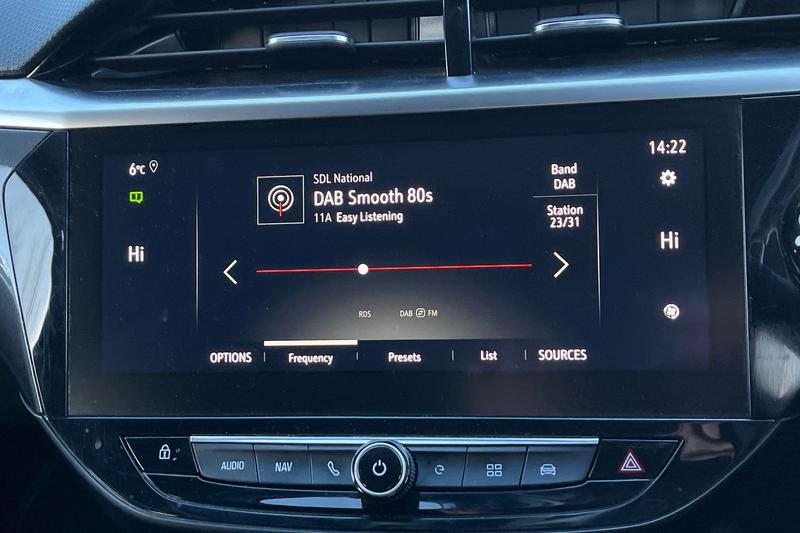 6°C
14:22
SDL National
DAB Smooth 80s
11A Easy Listening
Band
DAB
Station
23/31
Hi
Hi
RDS
DAB FM
OPTIONS
Frequency
Presets
List
SOURCES
AUDIO
NAV